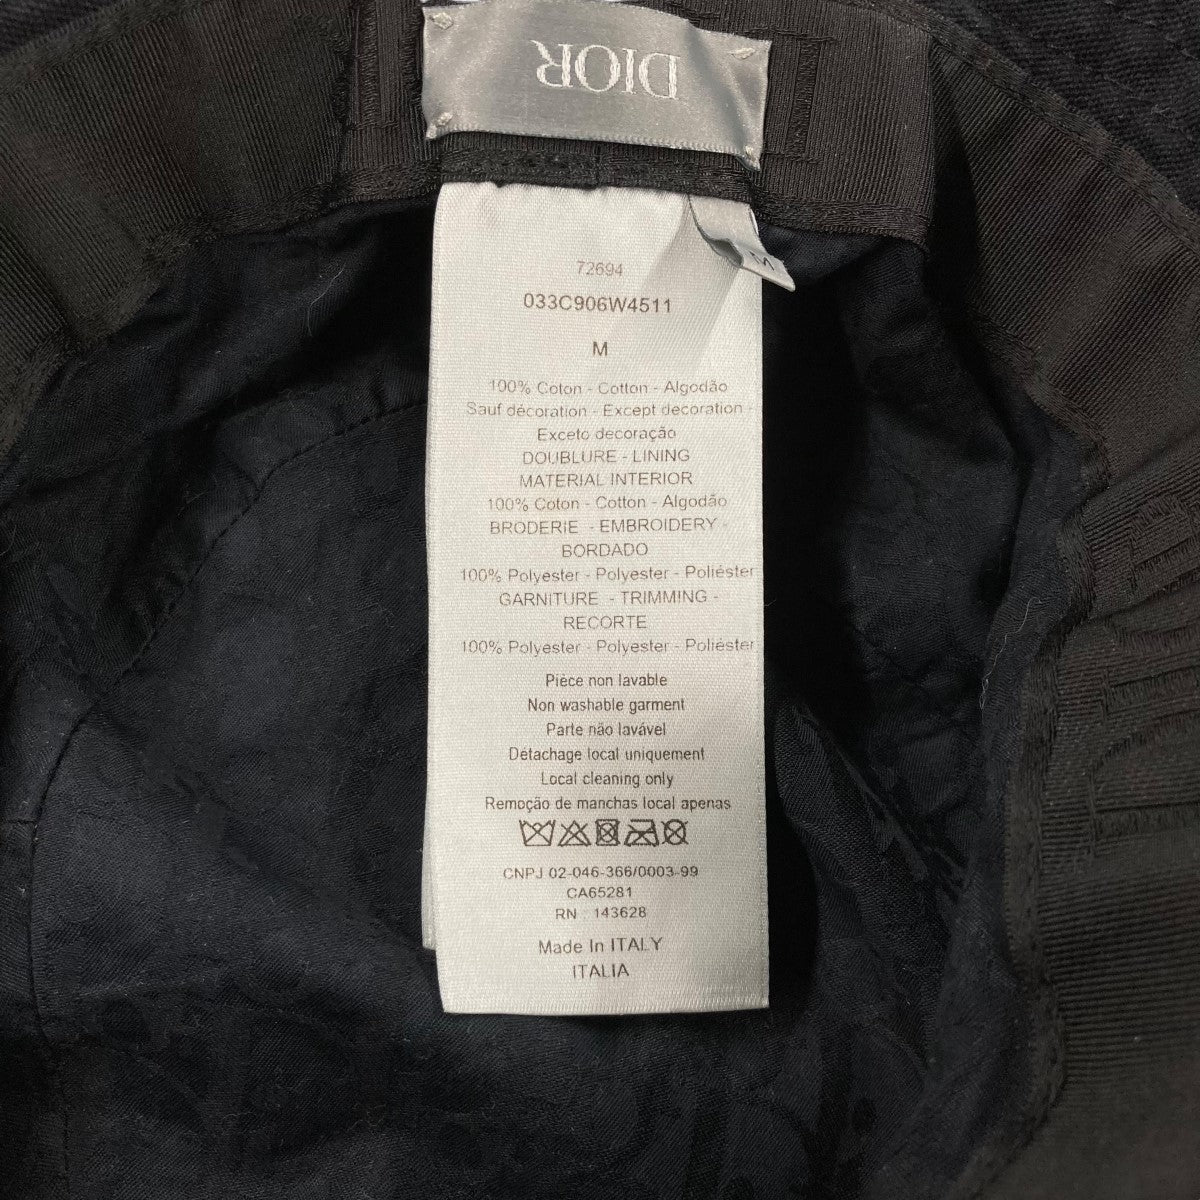 DIOR
M
72694
033C906W4511
M
100% Coton - Cotton - Algodão
Sauf décoration - Except decoration -
Exceto decoração
DOUBLURE - LINING
MATERIAL INTERIOR
100% Coton - Cotton - Algodão
BRODERIE - EMBROIDERY -
BORDADO
100% Polyester - Polyester - Poliéster
GARNITURE - TRIMMING -
RECORTE
100% Polyester - Polyester - Poliéster
Pièce non lavable
Non washable garment
Parte não lavável
Détachage local uniquement
Local cleaning only
Remoção de manchas local apenas
CNPJ 02-046-366/0003-99
CA65281
RN : 143628
Made In ITALY
ITALIA